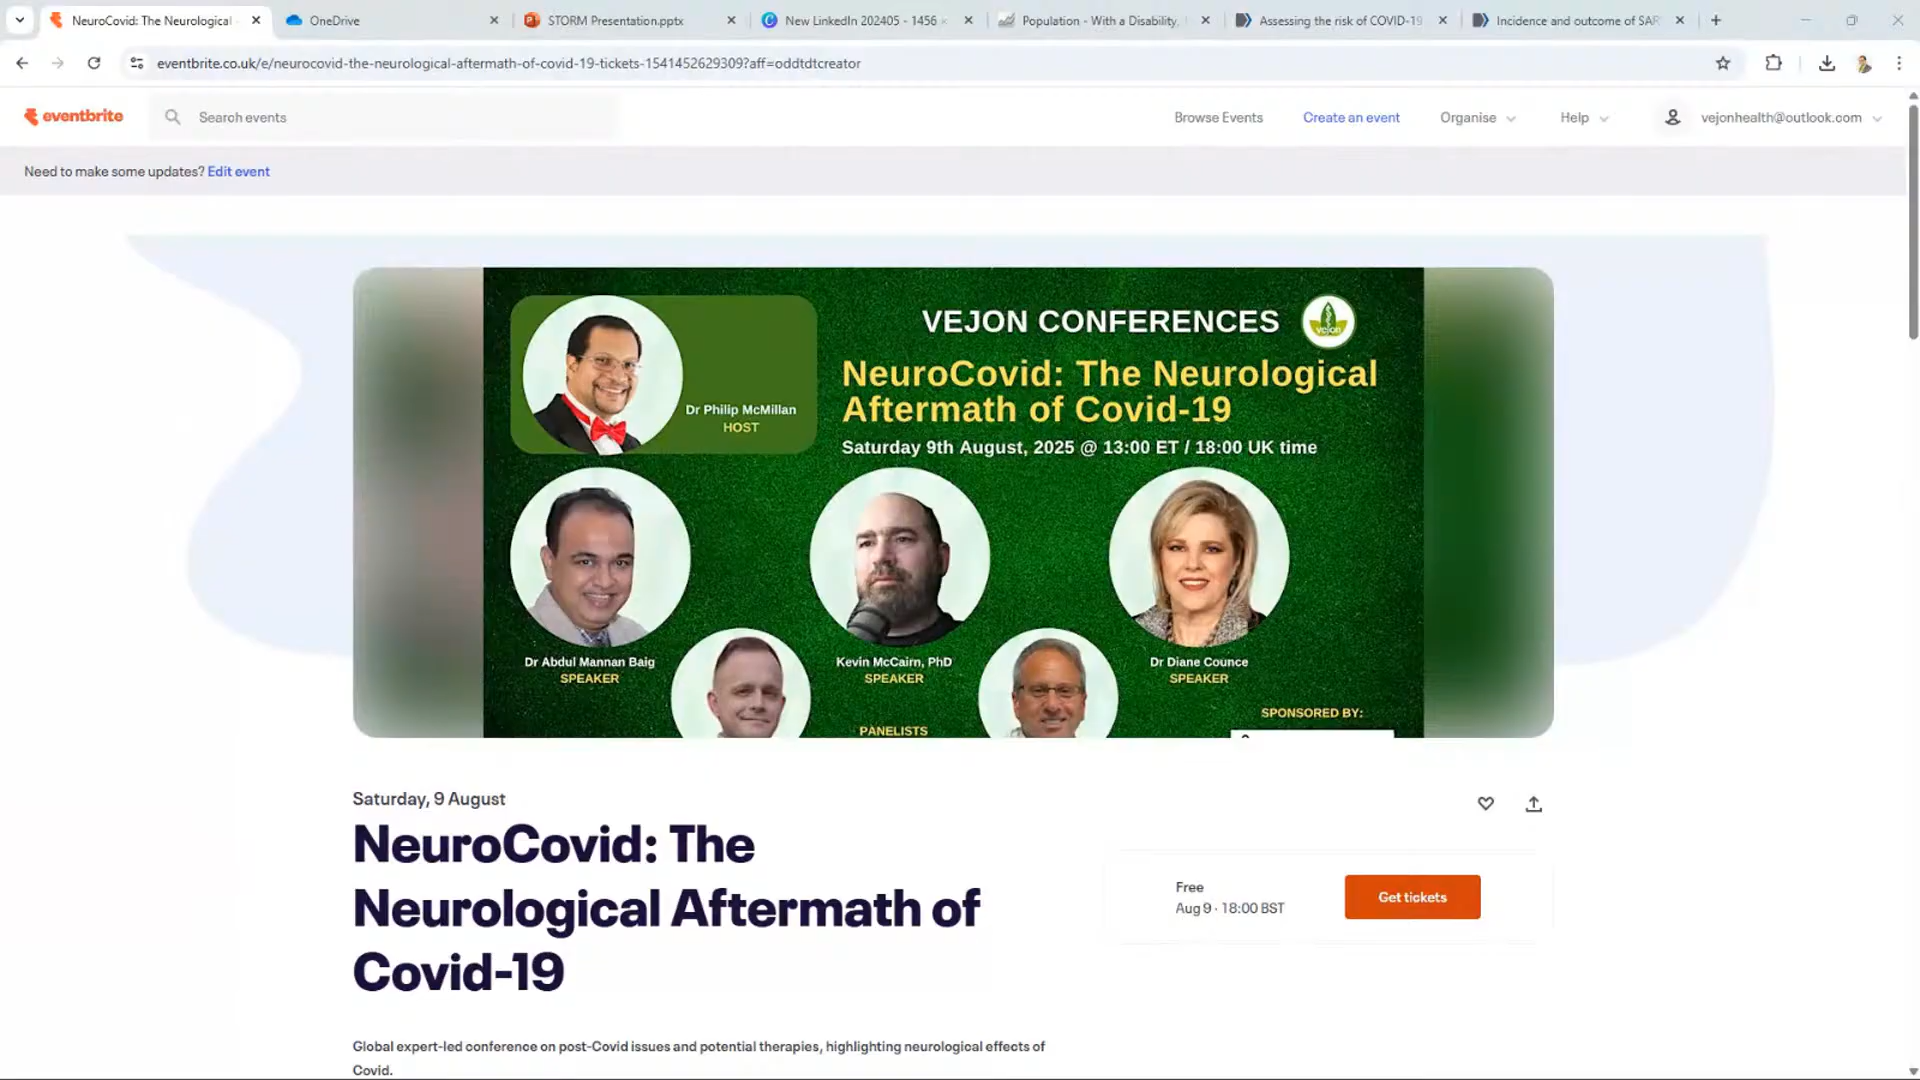 NeuroCovid: The Neurological
OneDrive
STORM Presentation.pptx
New LinkedIn 202405 - 1456
Population - With a Disability,
Assessing the risk of COVID-19
Incidence and outcome of SAR
eventbrite.co.uk/e/neurocovid-the-neurological-aftermath-of-covid-19-tickets-1541452629309?aff=oddtdtcreator
eventbrite
Search events
Browse Events
Create an event
Organise
Help
vejonhealth@outlook.com
Need to make some updates? Edit event
VEJON CONFERENCES
vejon
NeuroCovid: The Neurological
Aftermath of Covid-19
Saturday 9th August, 2025 @ 13:00 ET / 18:00 UK time
Dr Philip McMillan
HOST
Dr Abdul Mannan Baig
SPEAKER
Kevin McCairn, PhD
SPEAKER
Dr Diane Counce
SPEAKER
PANELISTS
SPONSORED BY:
Saturday, 9 August
NeuroCovid: The
Neurological Aftermath of
Covid-19
Free
Aug 9 · 18:00 BST
Get tickets
Global expert-led conference on post-Covid issues and potential therapies, highlighting neurological effects of
Covid.